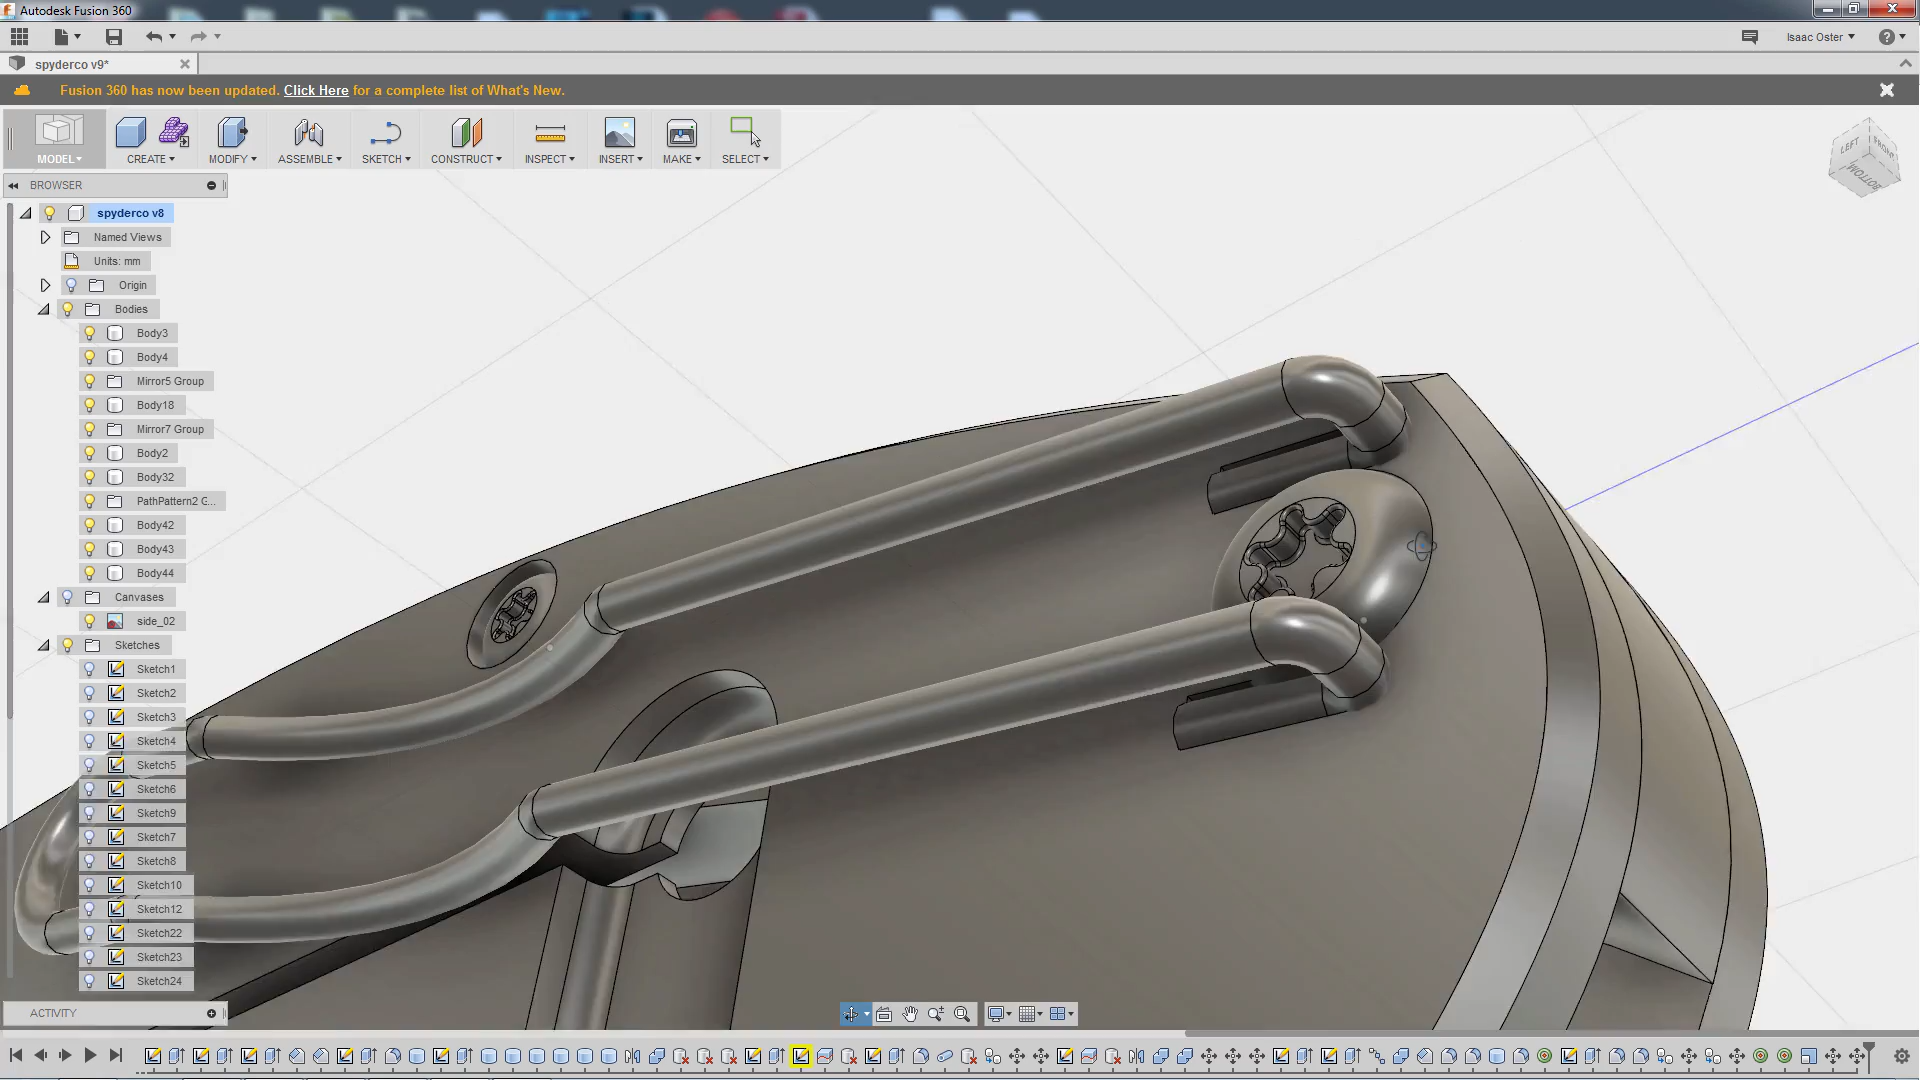 Autodesk Fusion 360
Isaac Oster
spyderco v9*
Fusion 360 has now been updated. Click Here for a complete list of What's New.
MODEL
CREATE
MODIFY
ASSEMBLE
SKETCH
CONSTRUCT
INSPECT
INSERT
MAKE
SELECT
LEFT
FRONT
BOTTOM
BROWSER
spyderco v8
Named Views
Units: mm
Origin
Bodies
Body3
Body4
Mirror5 Group
Body18
Mirror7 Group
Body2
Body32
PathPattern2 G...
Body42
Body43
Body44
Canvases
side_02
Sketches
Sketch1
Sketch2
Sketch3
Sketch4
Sketch5
Sketch6
Sketch9
Sketch7
Sketch8
Sketch10
Sketch12
Sketch22
Sketch23
Sketch24
ACTIVITY